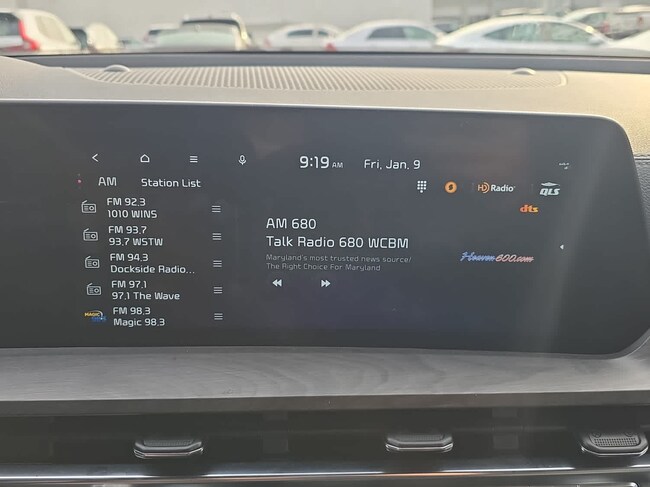 9:19 AM Fri, Jan. 9
AM Station List
HD Radio
QLS
dts
FM 92.3
1010 WINS
FM 93.7
93.7 WSTW
FM 94.3
Dockside Radio...
FM 97.1
97.1 The Wave
FM 98.3
Magic 98.3
MAGIC
AM 680
Talk Radio 680 WCBM
Maryland's most trusted news source/
The Right Choice For Maryland
Heaven600.com